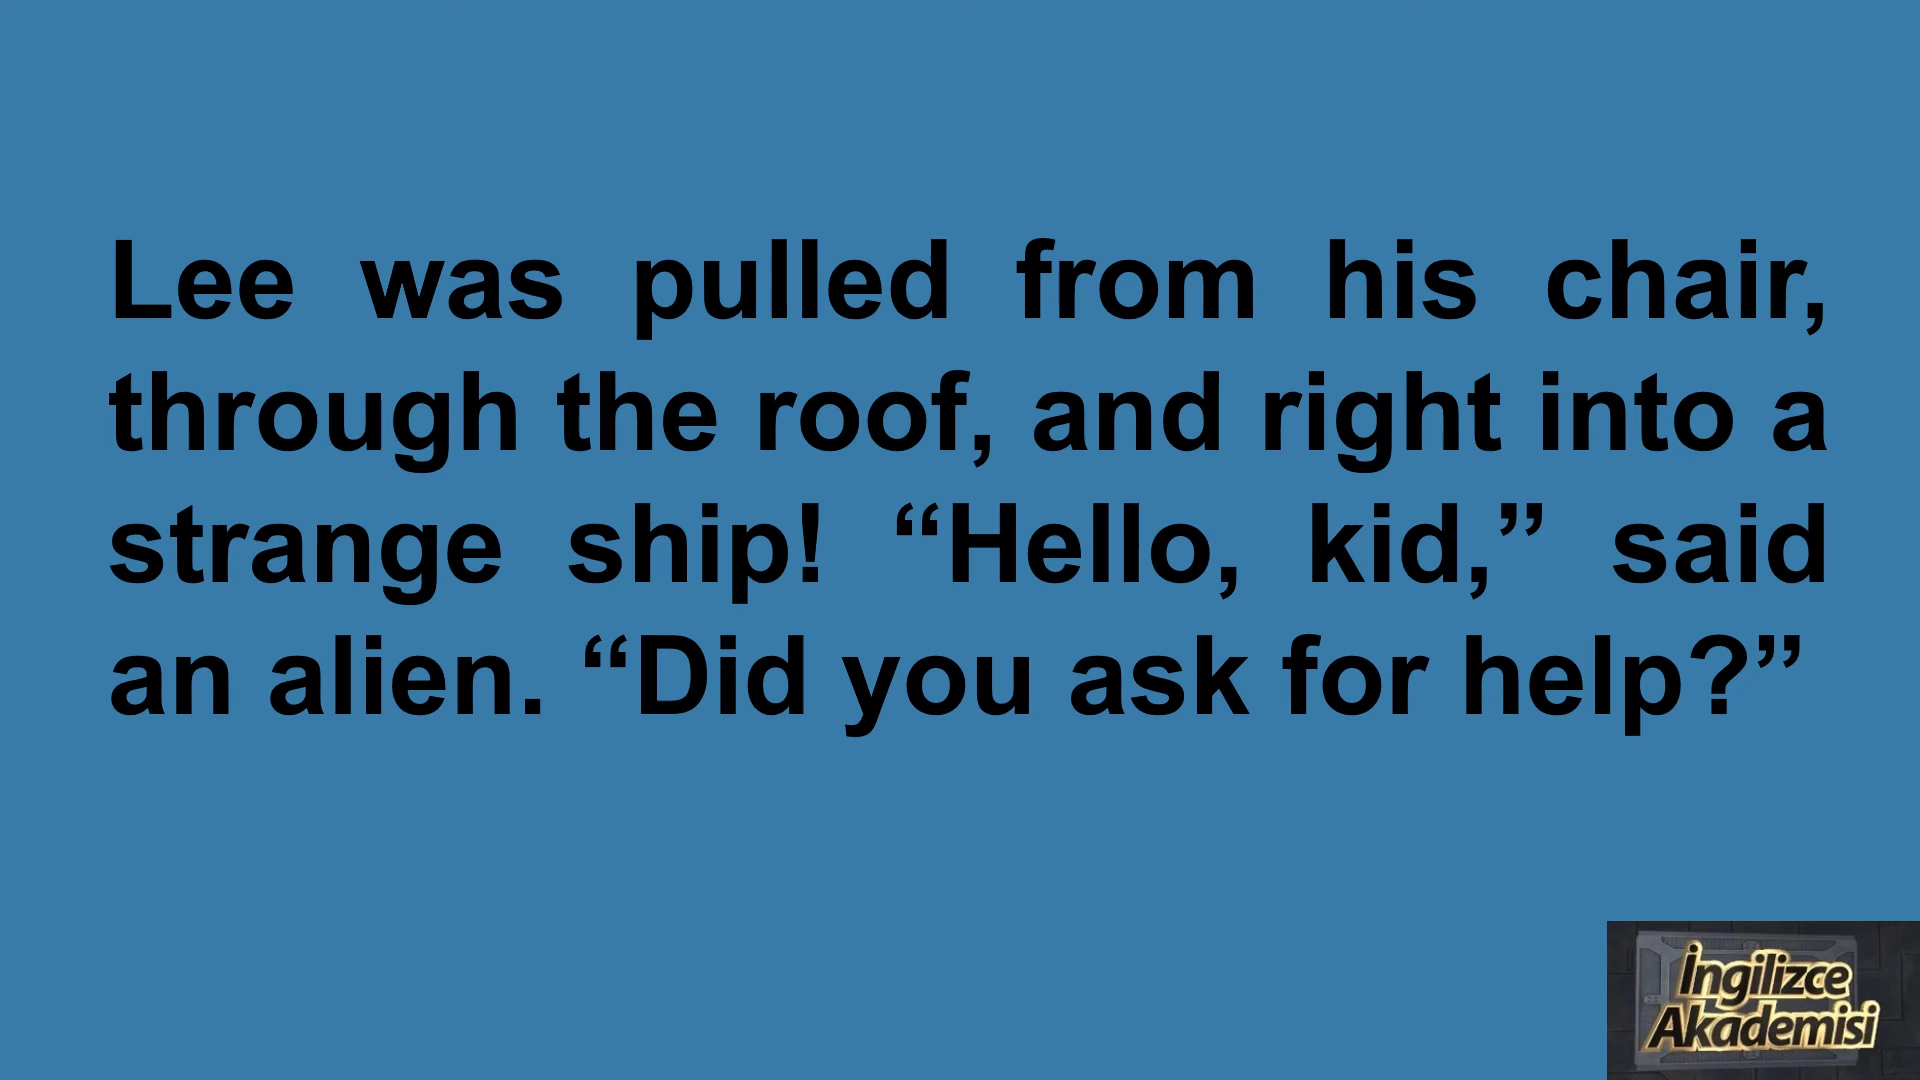 Lee was pulled from his chair,
through the roof, and right into a
strange ship! “Hello, kid,” said
an alien. “Did you ask for help?”
İngilizce
Akademisi